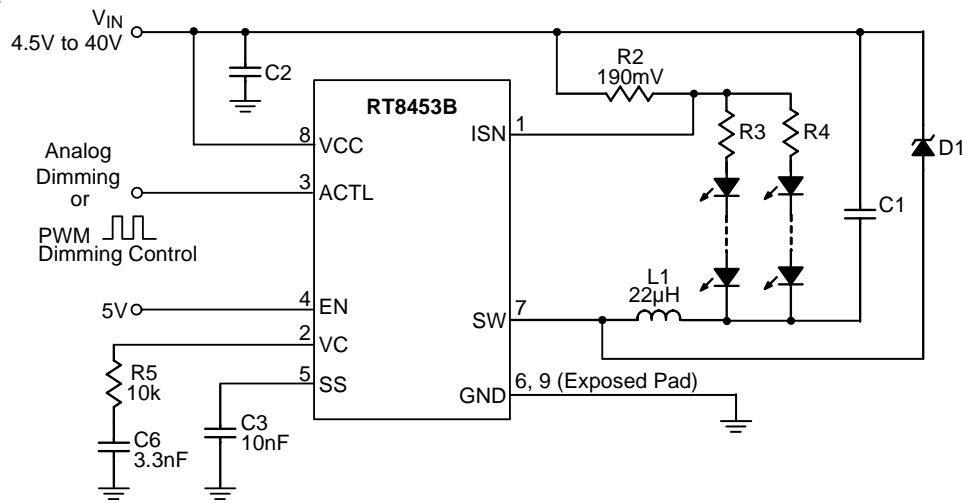 VIN
4.5V to 40V
C2
R2
190mV
RT8453B
1
ISN
R3
R4
8
VCC
D1
Analog
Dimming
or
PWM
Dimming Control
3
ACTL
C1
L1
22µH
4
5V
EN
7
SW
2
VC
R5
10k
5
SS
6, 9 (Exposed Pad)
GND
C3
10nF
C6
3.3nF